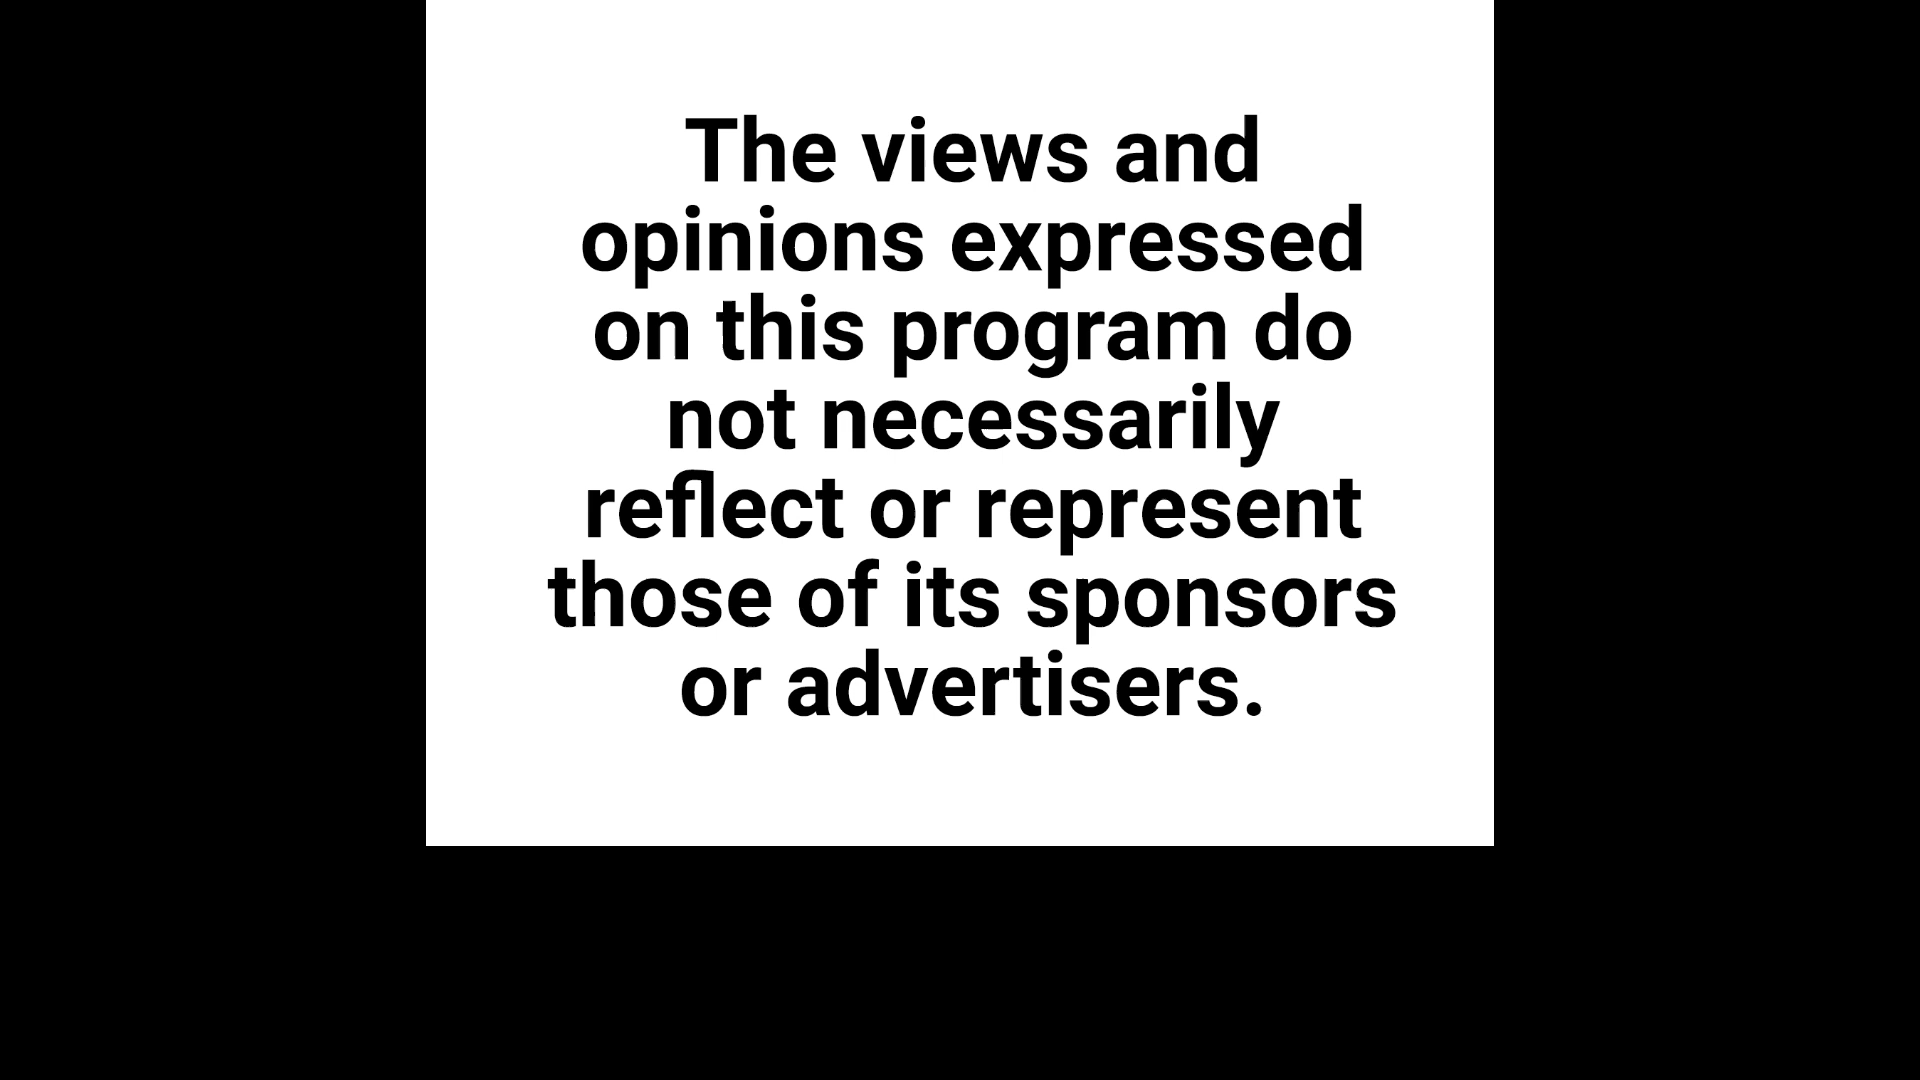 The views and
opinions expressed
on this program do
not necessarily
reflect or represent
those of its sponsors
or advertisers.